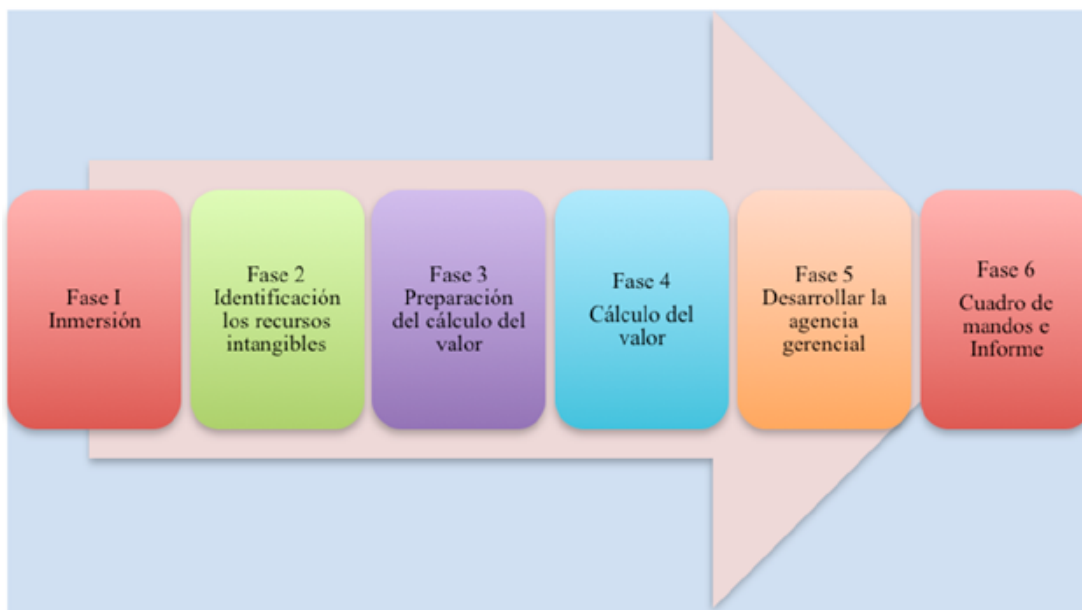 Fase I
Inmersión
Fase 2
Identificación
los recursos
intangibles
Fase 3
Preparación
del cálculo del
valor
Fase 4
Cálculo del
valor
Fase 5
Desarrollar la
agencia
gerencial
Fase 6
Cuadro de
mandos e
Informe